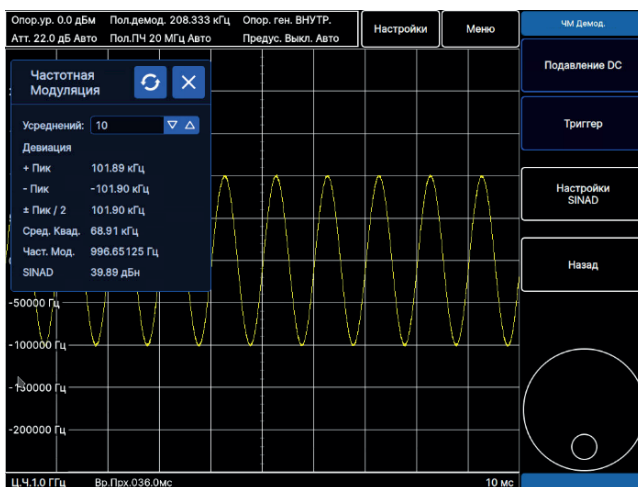 Опор.ур. 0.0 дБм Пол.демод. 208.333 кГц Опор. ген. ВНУТР.
Атт. 22.0 дБ Авто Пол.ПЧ 20 МГц Авто Предус. Выкл. Авто
Настройки
Меню
ЧМ Демод.
Подавление DC
Триггер
Настройки
SINAD
Назад
Частотная
Модуляция
Усреднений: 10
Девиация
+ Пик 101.89 кГц
- Пик -101.90 кГц
± Пик / 2 101.90 кГц
Сред. Квад. 68.91 кГц
Част. Мод. 996.65125 Гц
SINAD 39.89 дБн
-50000 Гц
-100000 Гц
-150000 Гц
-200000 Гц
Ц.Ч.1.0 ГГц Вр.Прх.036.0мс 10 мс